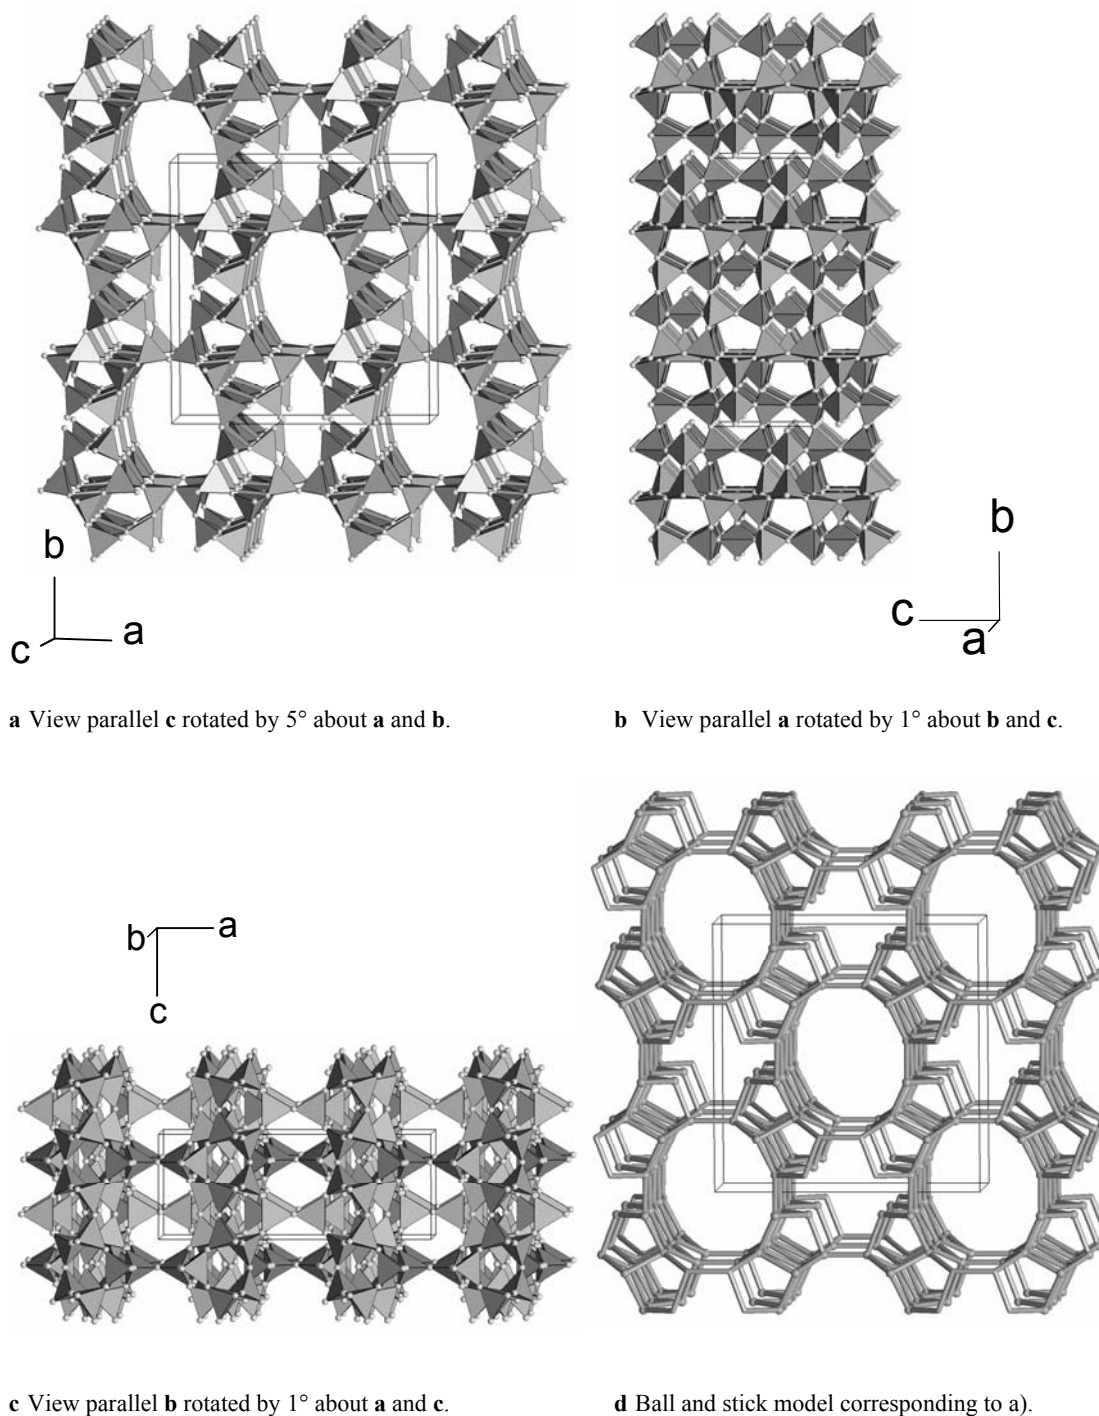 b
c
a
a View parallel c rotated by 5° about a and b.
b
c
a
b View parallel a rotated by 1° about b and c.
b
a
c
c View parallel b rotated by 1° about a and c.
d Ball and stick model corresponding to a).